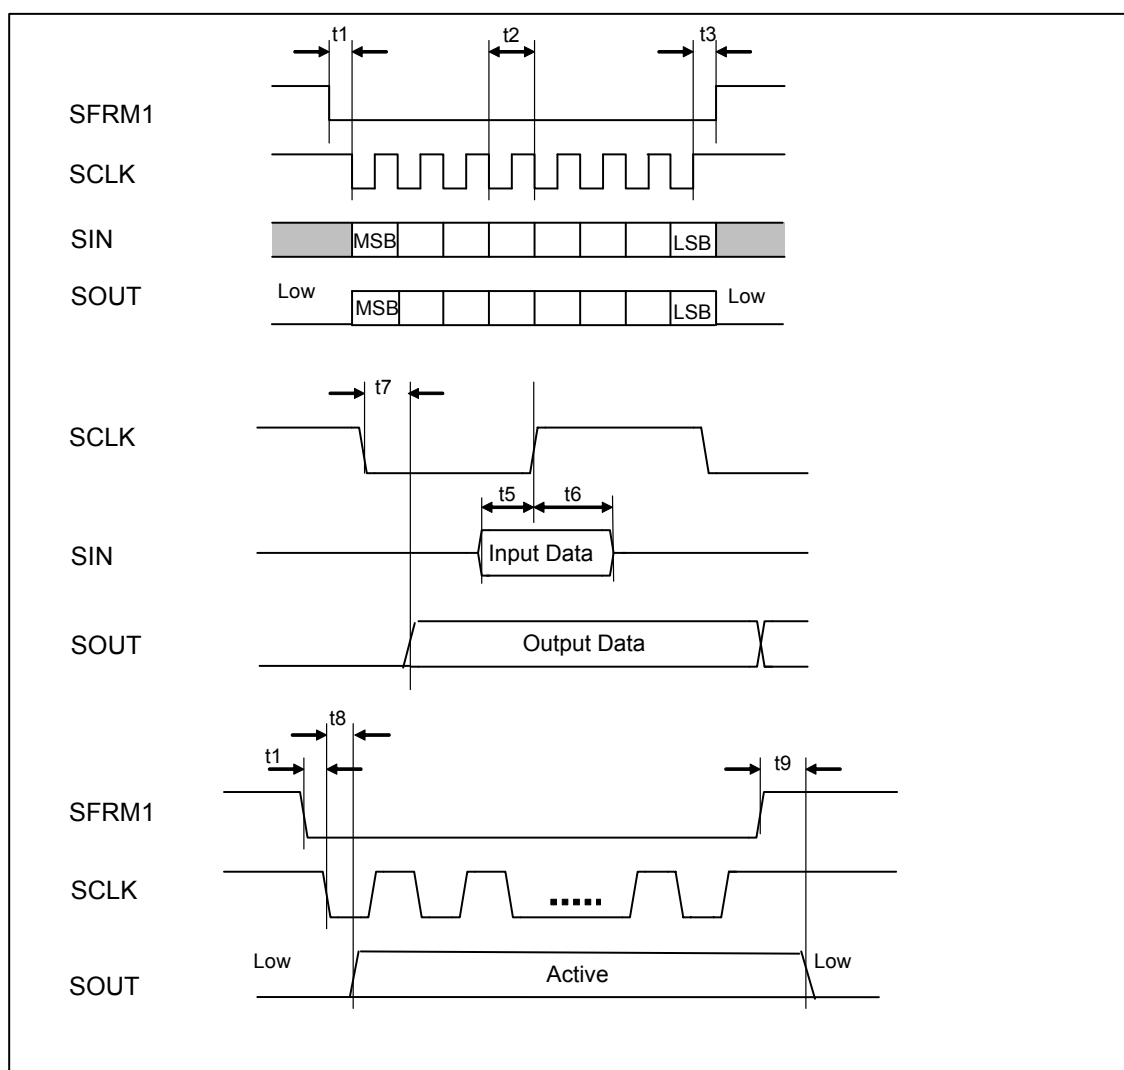 t1 t2 t3
SFRM1
SCLK
SIN MSB LSB
SOUT Low MSB LSB Low
t7
SCLK
t5 t6
SIN Input Data
SOUT Output Data
t8
t1 t9
SFRM1
SCLK
Low Low
SOUT Active